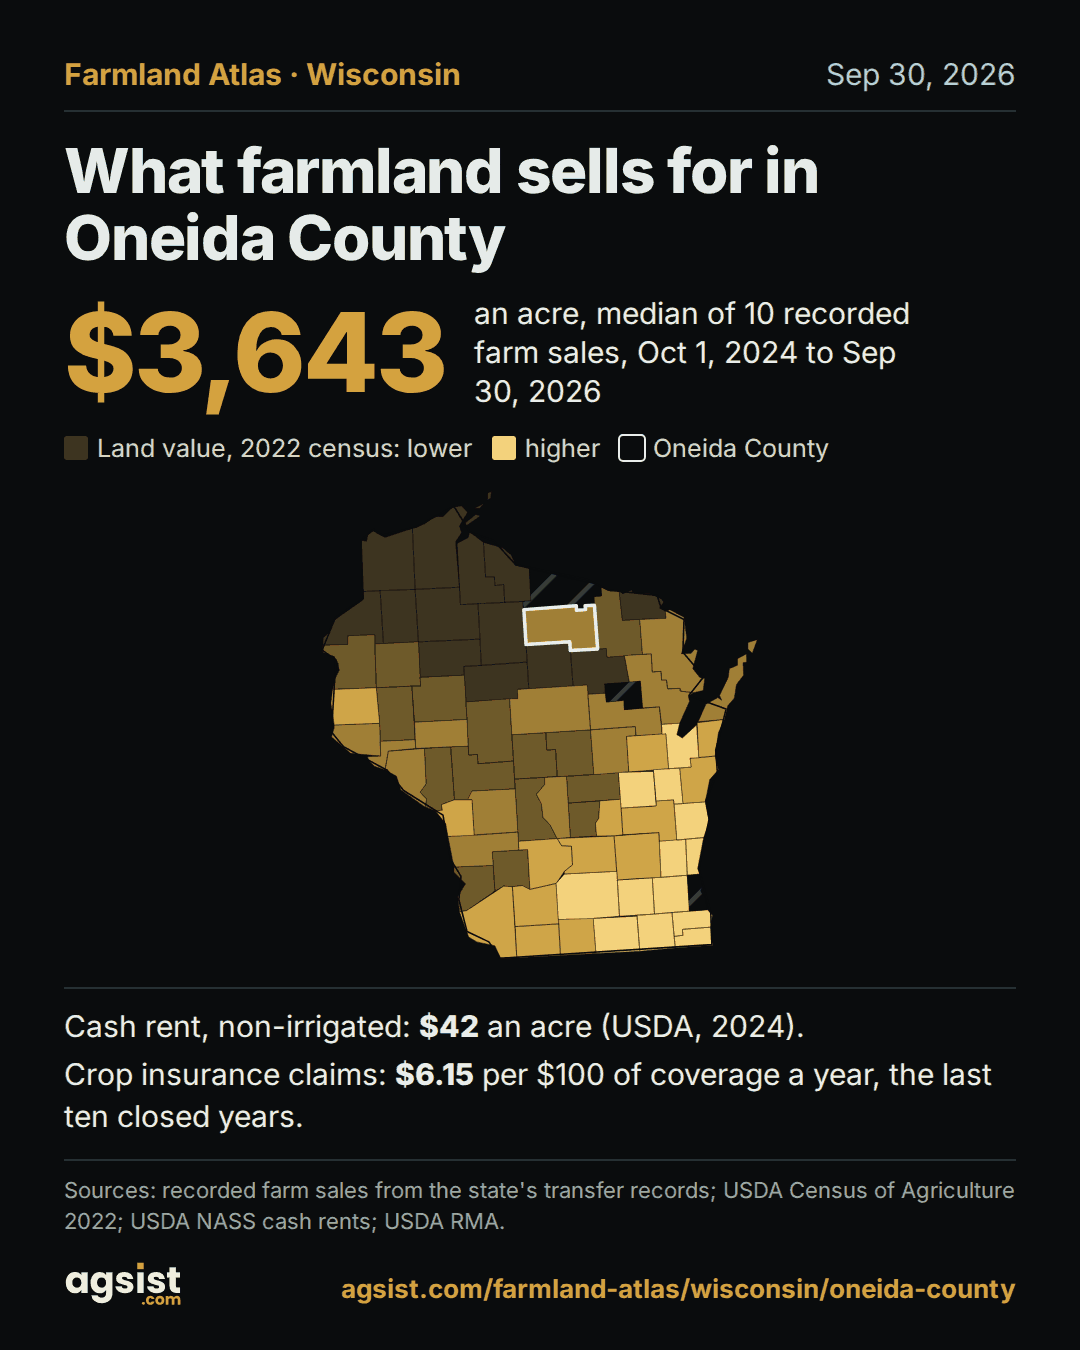 Farmland Atlas · Wisconsin
Sep 30, 2026
What farmland sells for in
Oneida County
$3,643
an acre, median of 10 recorded
farm sales, Oct 1, 2024 to Sep
30, 2026
Land value, 2022 census: lower
higher
Oneida County
Cash rent, non-irrigated: $42 an acre (USDA, 2024).
Crop insurance claims: $6.15 per $100 of coverage a year, the last
ten closed years.
Sources: recorded farm sales from the state's transfer records; USDA Census of Agriculture
2022; USDA NASS cash rents; USDA RMA.
agsist
.com
agsist.com/farmland-atlas/wisconsin/oneida-county